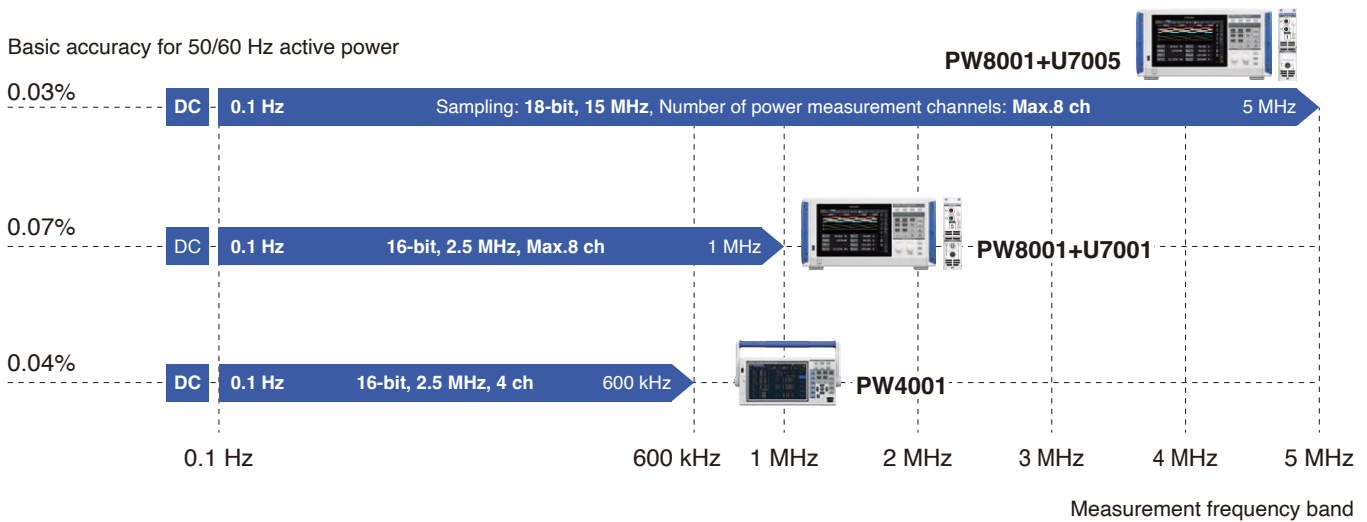 Basic accuracy for 50/60 Hz active power
PW8001+U7005
0.03%
DC 0.1 Hz Sampling: 18-bit, 15 MHz, Number of power measurement channels: Max.8 ch 5 MHz
0.07%
DC 0.1 Hz 16-bit, 2.5 MHz, Max.8 ch 1 MHz
PW8001+U7001
0.04%
DC 0.1 Hz 16-bit, 2.5 MHz, 4 ch 600 kHz
PW4001
0.1 Hz 600 kHz 1 MHz 2 MHz 3 MHz 4 MHz 5 MHz
Measurement frequency band